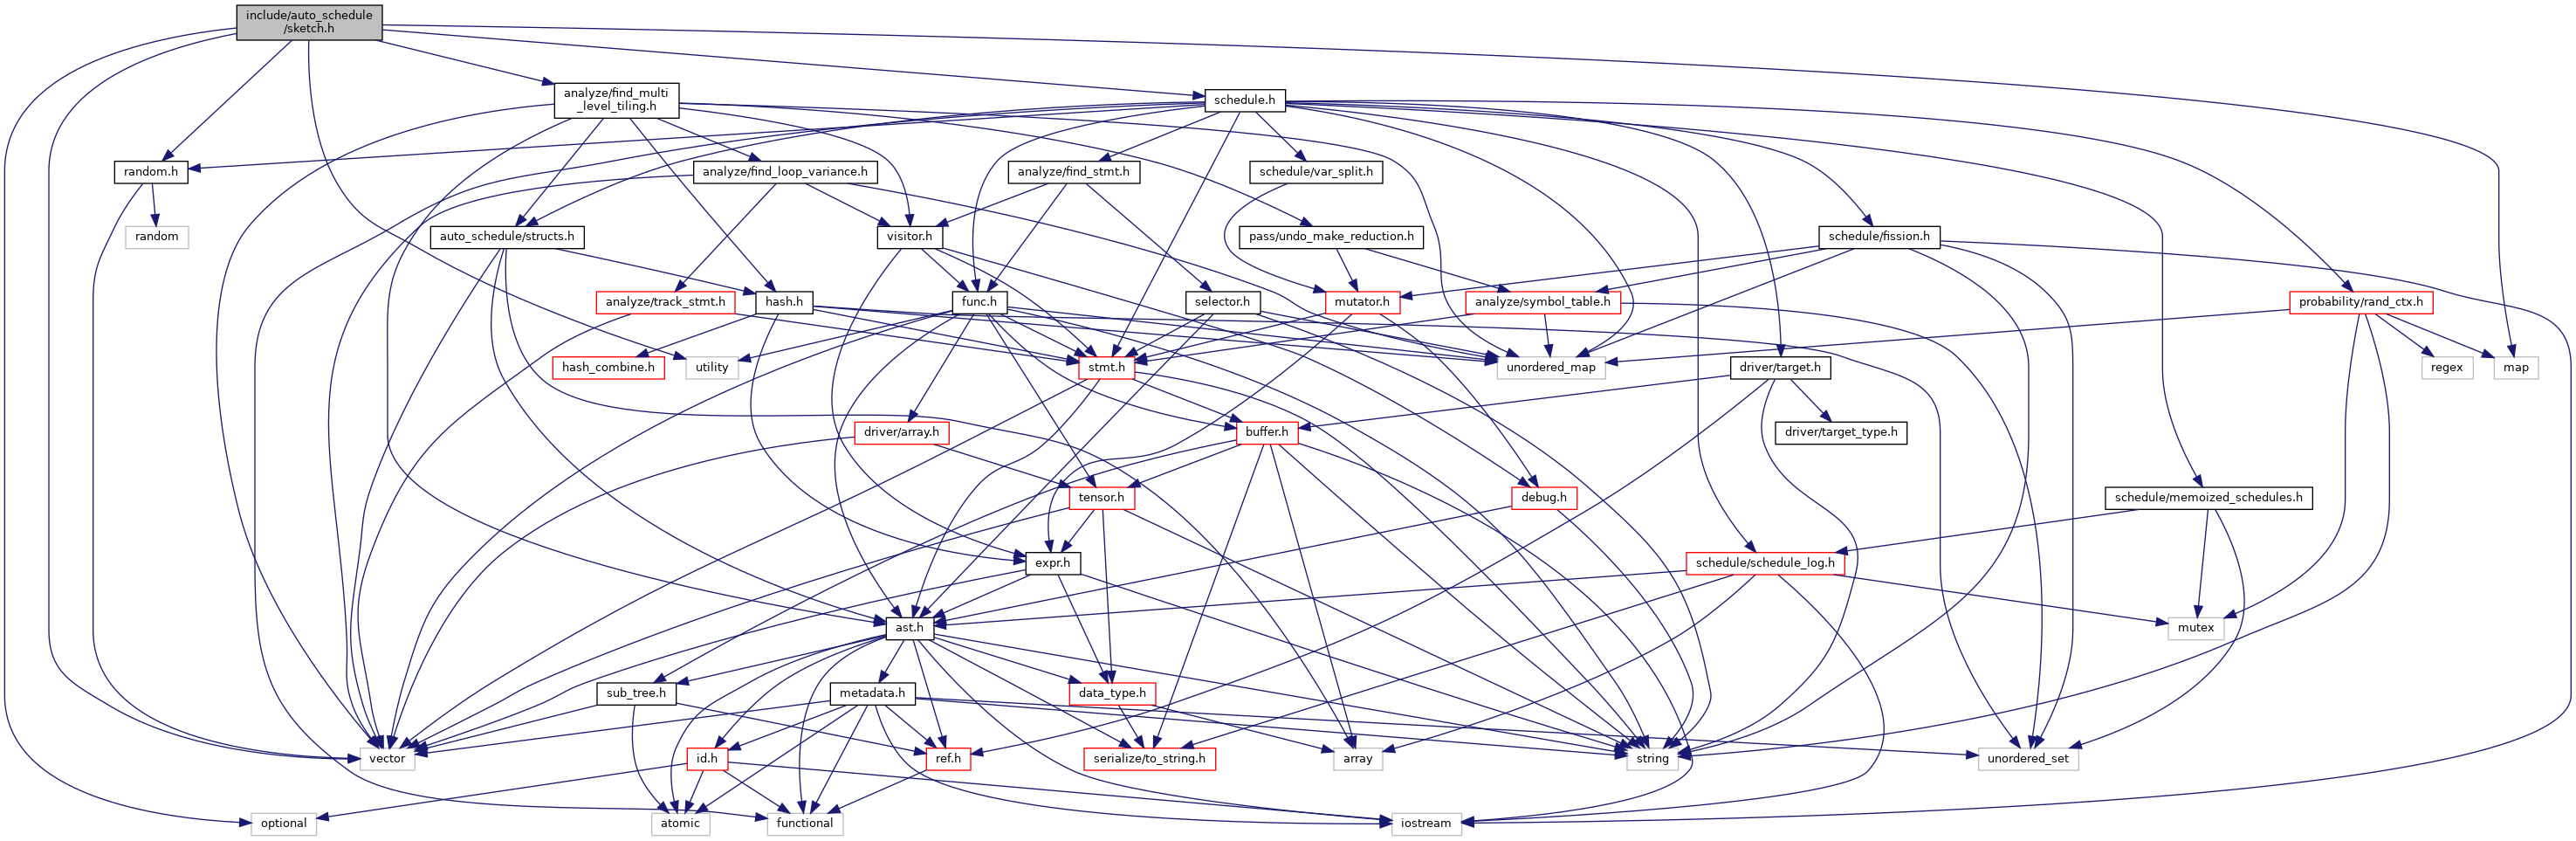 include/auto_schedule
/sketch.h
analyze/find_multi
_level_tiling.h
schedule.h
random.h
analyze/find_loop_variance.h
analyze/find_stmt.h
schedule/var_split.h
random
auto_schedule/structs.h
visitor.h
pass/undo_make_reduction.h
schedule/fission.h
analyze/track_stmt.h
hash.h
func.h
selector.h
mutator.h
analyze/symbol_table.h
probability/rand_ctx.h
hash_combine.h
utility
stmt.h
unordered_map
driver/target.h
regex
map
driver/array.h
buffer.h
driver/target_type.h
tensor.h
debug.h
schedule/memoized_schedules.h
expr.h
schedule/schedule_log.h
ast.h
mutex
sub_tree.h
metadata.h
data_type.h
vector
id.h
ref.h
serialize/to_string.h
array
string
unordered_set
optional
atomic
functional
iostream